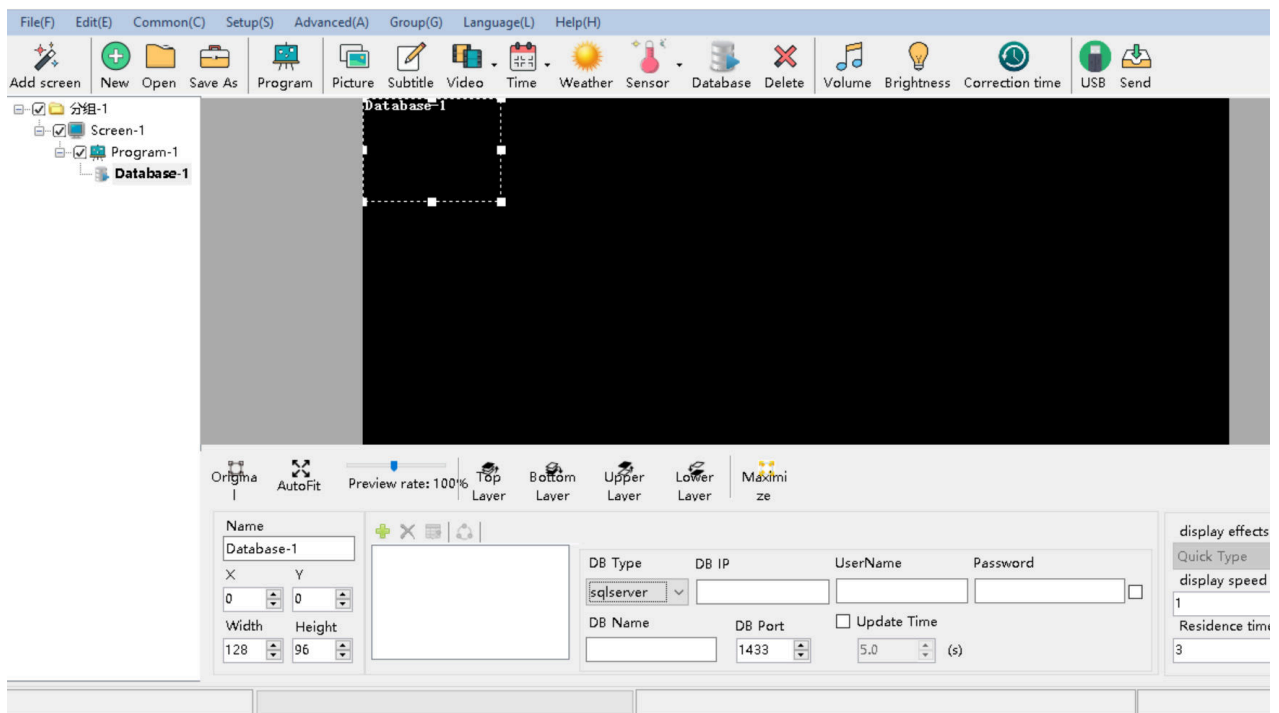 File(F) Edit(E) Common(C) Setup(S) Advanced(A) Group(G) Language(L) Help(H)
Add screen New Open Save As Program Picture Subtitle Video Time Weather Sensor Database Delete Volume Brightness Correction time USB Send
分组-1
Screen-1
Program-1
Database-1
Database-1
Original
AutoFit
Preview rate: 100%
Top Layer
Bottom Layer
Upper Layer
Lower Layer
Maximize
Name
Database-1
X Y
0 0
Width Height
128 96
DB Type DB IP UserName Password
sqlserver
DB Name DB Port Update Time
1433 5.0 (s)
display effects
Quick Type
display speed
1
Residence time
3